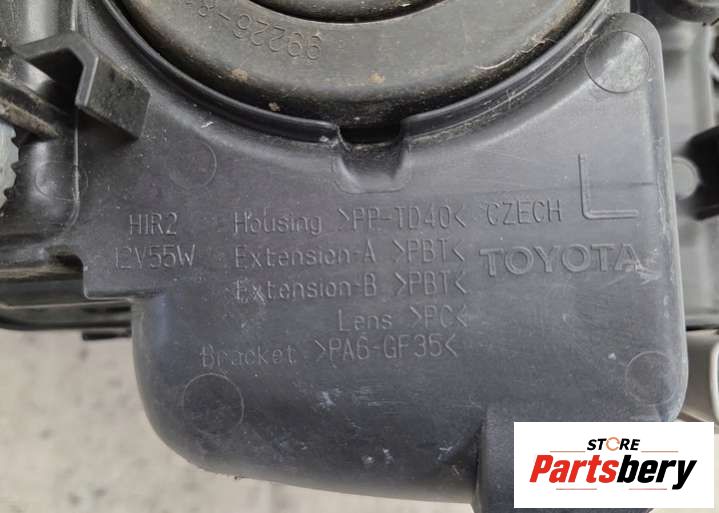 99226-8
HIR2 Housing >PP-TD40< CZECH L
12V55W Extension-A >PBT< TOYOTA
Extension-B >PBT<
Lens >PC<
Bracket >PA6-GF35<
STORE
Partsbery